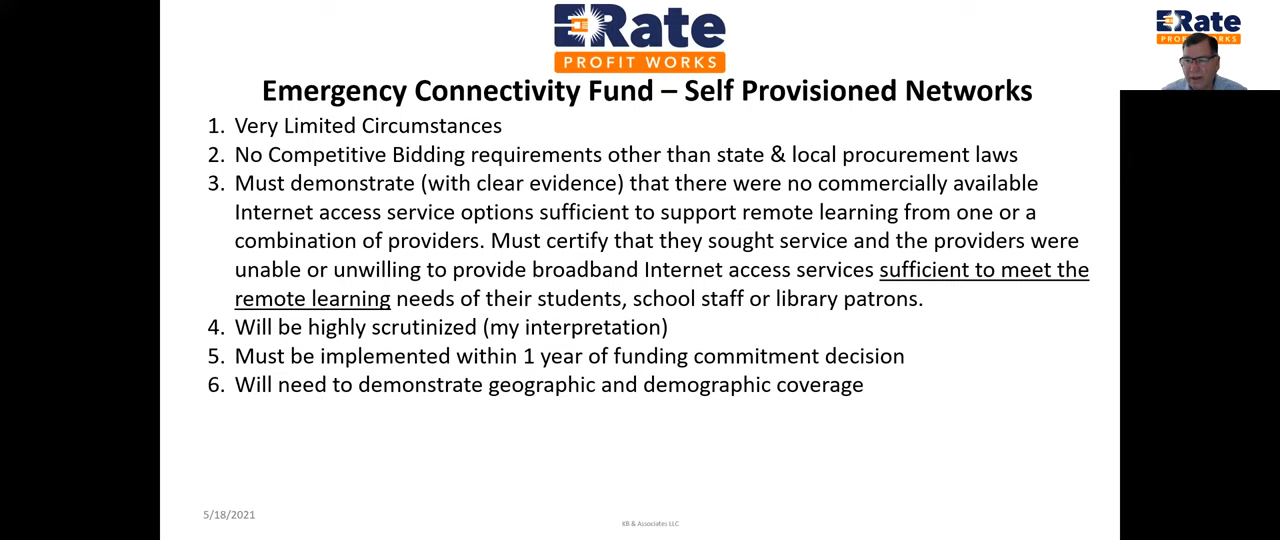 ERate
PROFIT WORKS
ERate
PROFIT WORKS
Emergency Connectivity Fund – Self Provisioned Networks
1. Very Limited Circumstances
2. No Competitive Bidding requirements other than state & local procurement laws
3. Must demonstrate (with clear evidence) that there were no commercially available
Internet access service options sufficient to support remote learning from one or a
combination of providers. Must certify that they sought service and the providers were
unable or unwilling to provide broadband Internet access services sufficient to meet the
remote learning needs of their students, school staff or library patrons.
4. Will be highly scrutinized (my interpretation)
5. Must be implemented within 1 year of funding commitment decision
6. Will need to demonstrate geographic and demographic coverage
5/18/2021
KB & Associates LLC